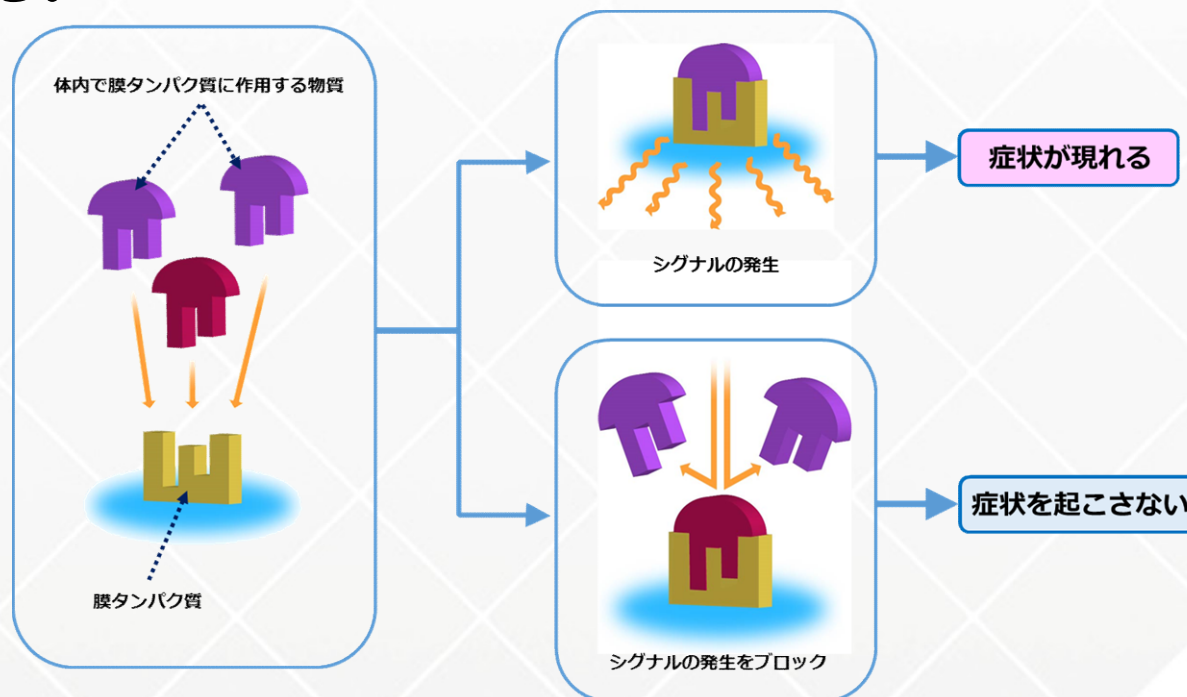 体内で膜タンパク質に作用する物質
膜タンパク質
シグナルの発生
症状が現れる
シグナルの発生をブロック
症状を起こさない